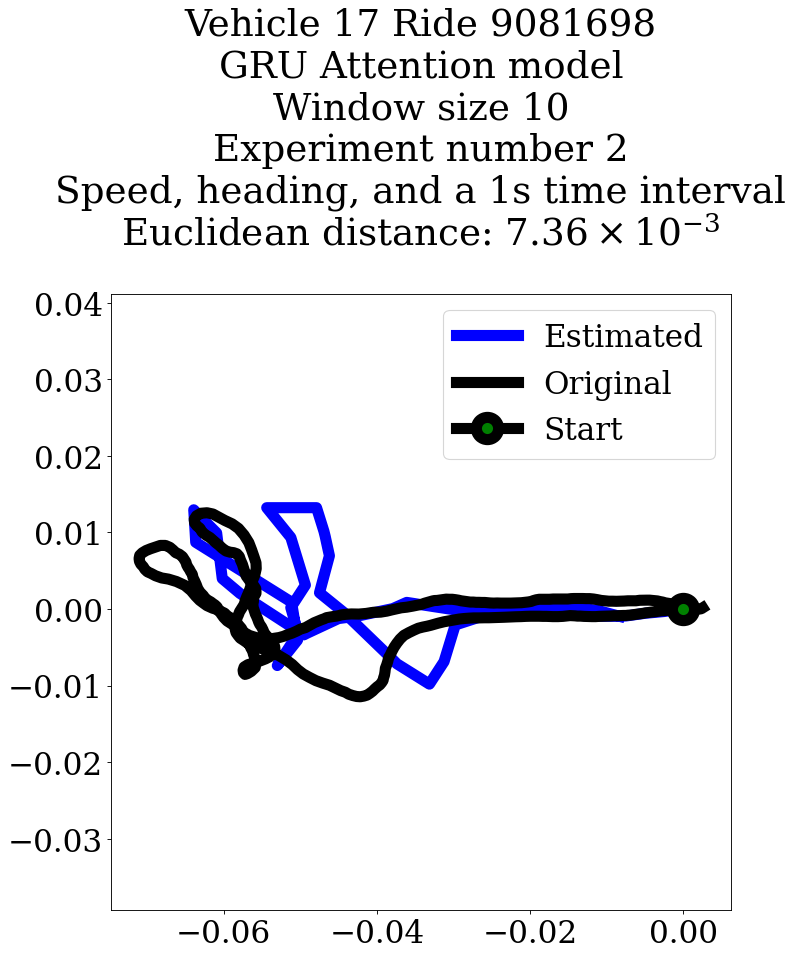 Vehicle 17 Ride 9081698
GRU Attention model
Window size 10
Experiment number 2
Speed, heading, and a 1s time interval
Euclidean distance: 7.36 × 10⁻³
Estimated
Original
Start
0.04
0.03
0.02
0.01
0.00
−0.01
−0.02
−0.03
−0.06
−0.04
−0.02
0.00